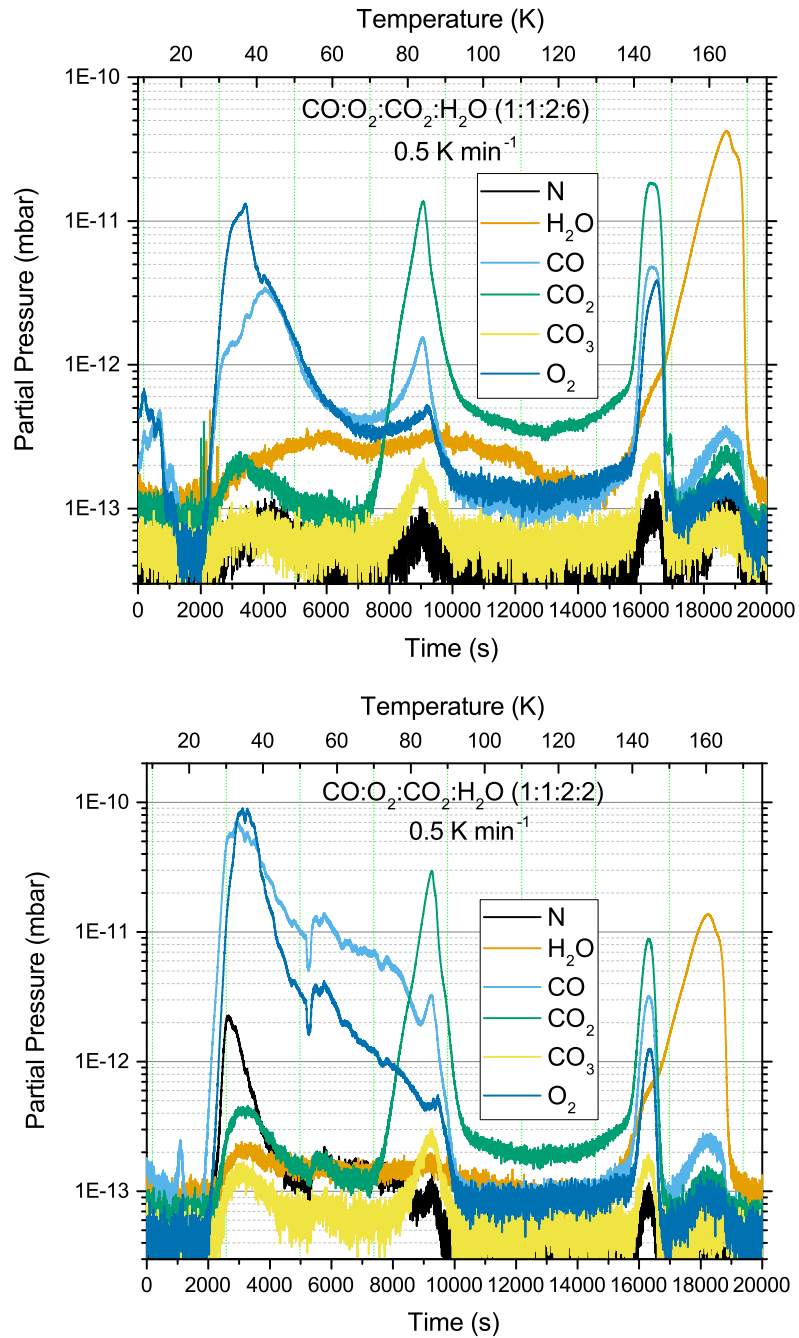 Temperature (K)
20 40 60 80 100 120 140 160
1E-10
1E-11
1E-12
1E-13
Partial Pressure (mbar)
CO:O₂:CO₂:H₂O (1:1:2:6)
0.5 K min⁻¹
N
H₂O
CO
CO₂
CO₃
O₂
0 2000 4000 6000 8000 10000 12000 14000 16000 18000 20000
Time (s)
Temperature (K)
20 40 60 80 100 120 140 160
1E-10
1E-11
1E-12
1E-13
Partial Pressure (mbar)
CO:O₂:CO₂:H₂O (1:1:2:2)
0.5 K min⁻¹
N
H₂O
CO
CO₂
CO₃
O₂
0 2000 4000 6000 8000 10000 12000 14000 16000 18000 20000
Time (s)